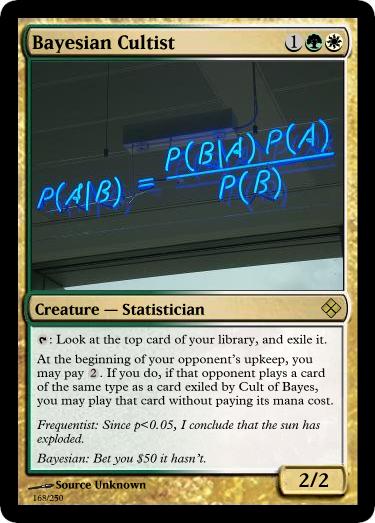 Bayesian Cultist 1
P(A|B) = P(B|A) P(A)
P(B)
Creature — Statistician
: Look at the top card of your library, and exile it.
At the beginning of your opponent's upkeep, you
may pay 2. If you do, if that opponent plays a card
of the same type as a card exiled by Cult of Bayes,
you may play that card without paying its mana cost.
Frequentist: Since p<0.05, I conclude that the sun has
exploded.
Bayesian: Bet you $50 it hasn't.
Source Unknown
168/250
2/2